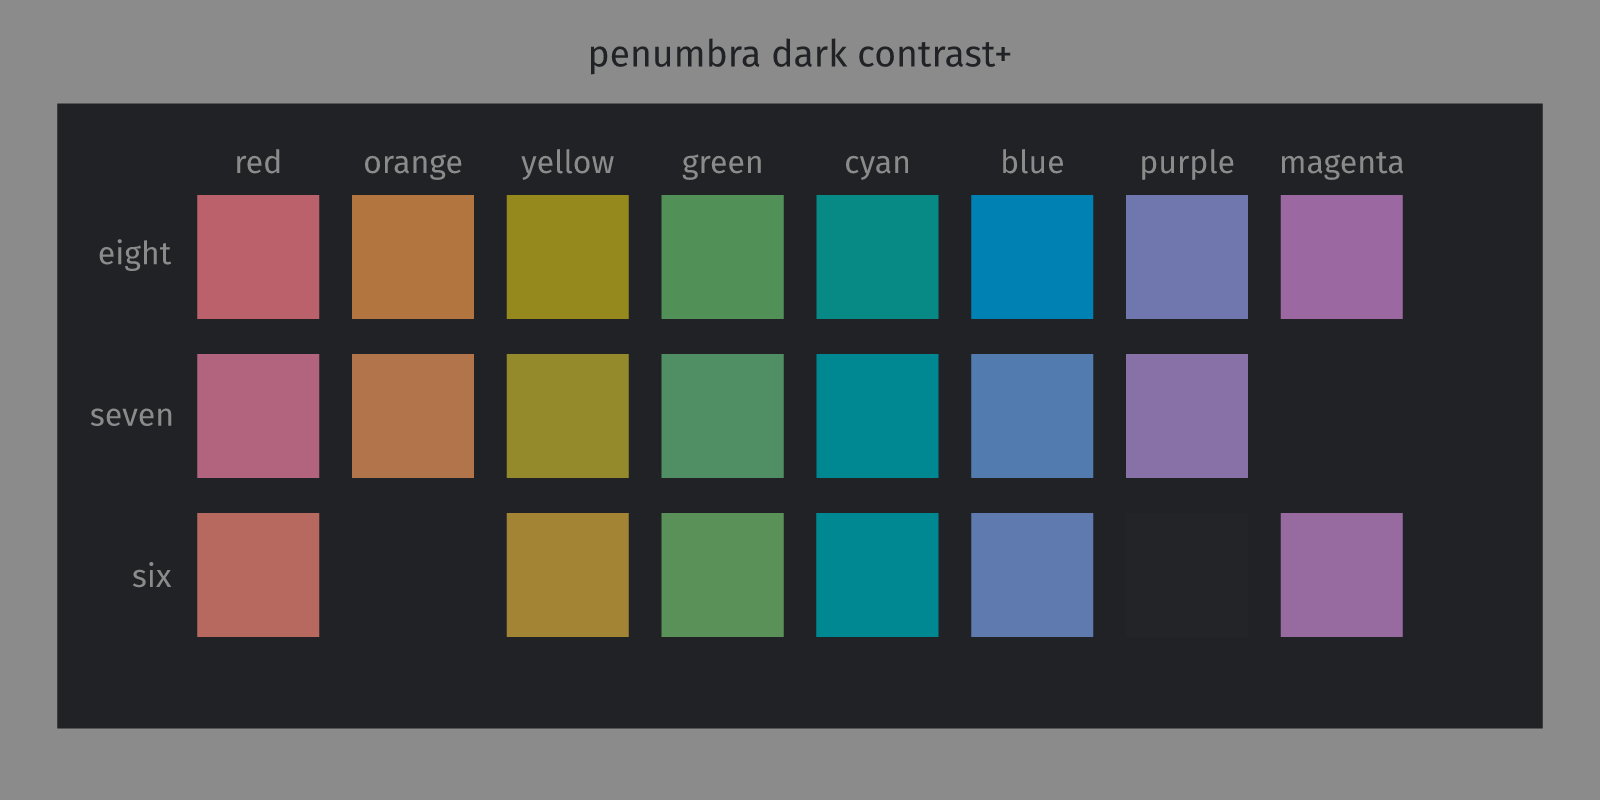 penumbra dark contrast+
red orange yellow green cyan blue purple magenta
eight
seven
six